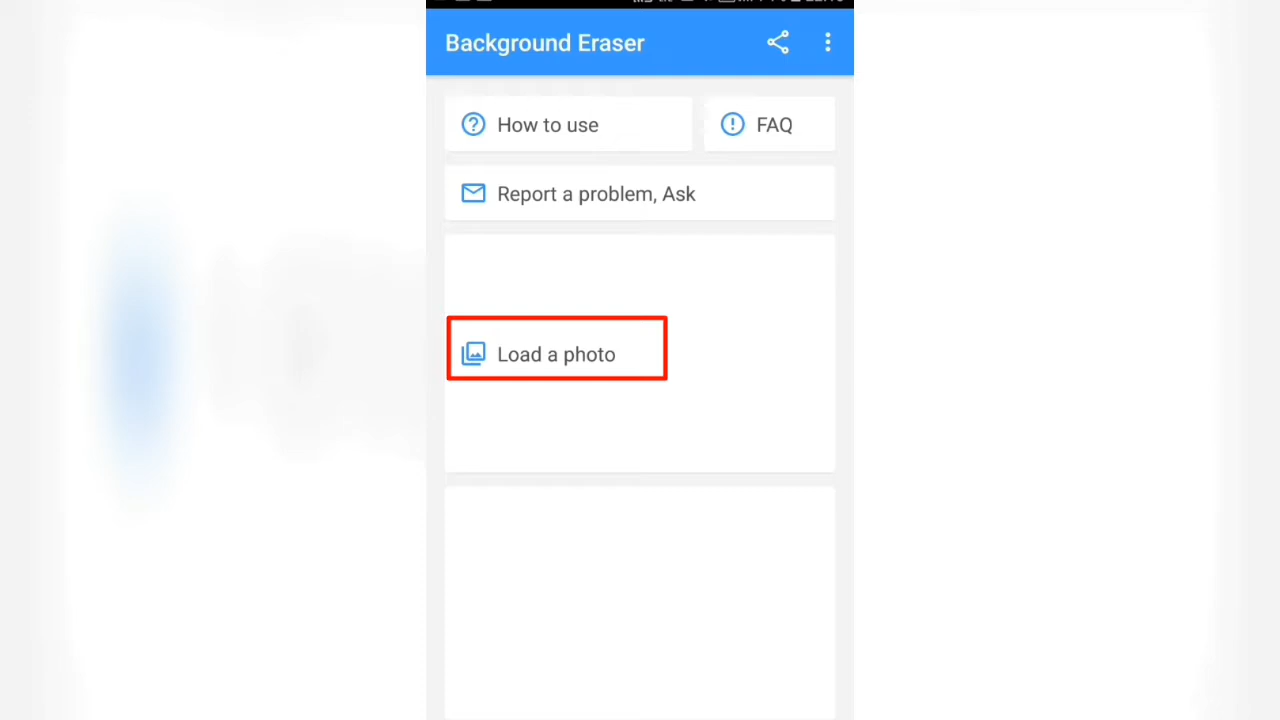 Background Eraser
How to use
FAQ
Report a problem, Ask
Load a photo